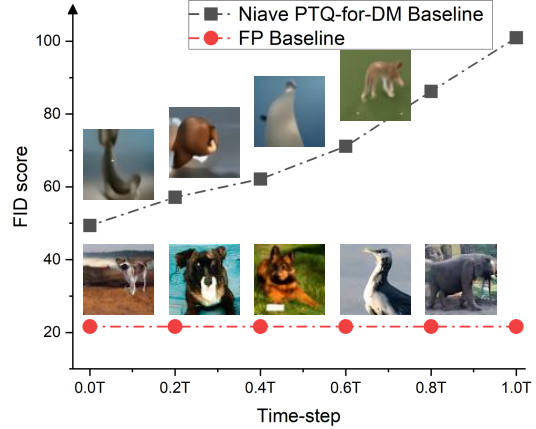 Niave PTQ-for-DM Baseline
FP Baseline
100
80
60
40
20
FID score
0.0T 0.2T 0.4T 0.6T 0.8T 1.0T
Time-step